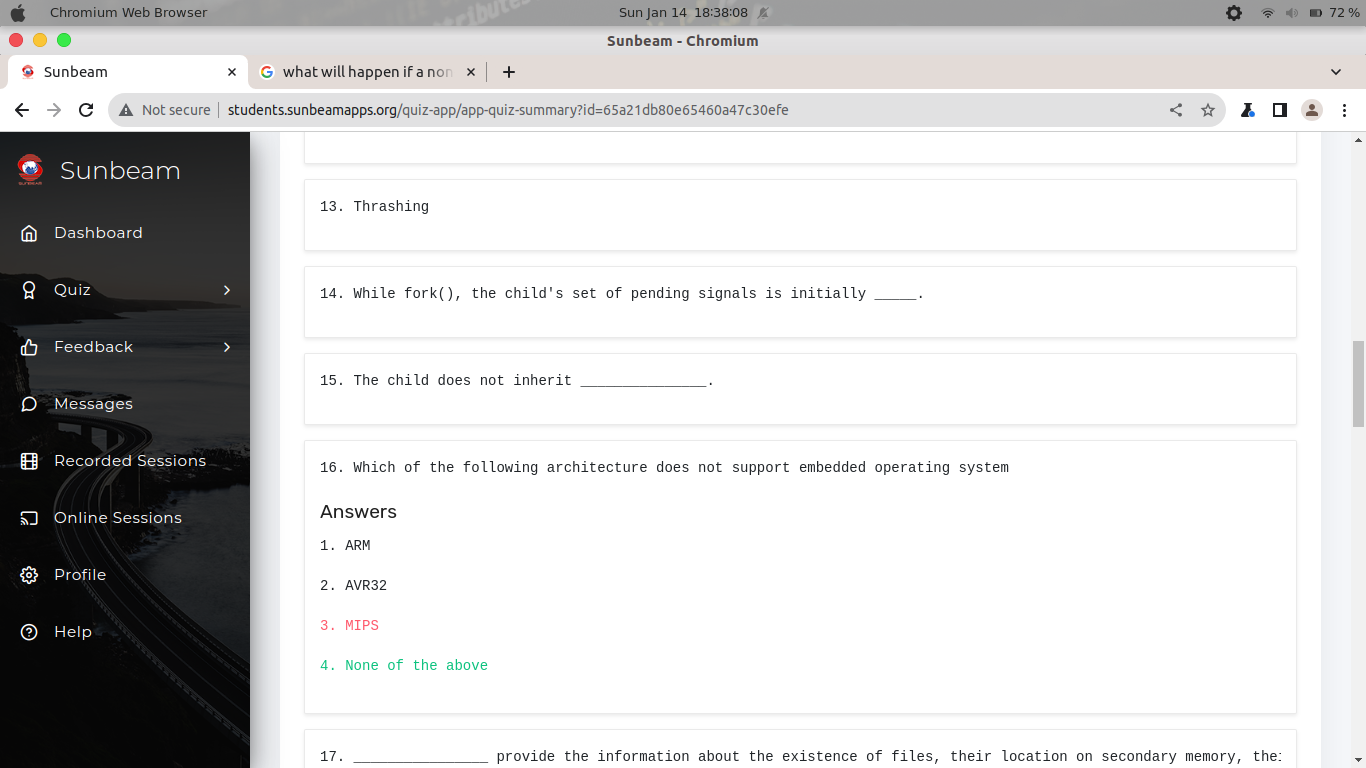 Chromium Web Browser
Sun Jan 14 18:38:08
72 %
Sunbeam - Chromium
Sunbeam
what will happen if a non
Not secure
students.sunbeamapps.org/quiz-app/app-quiz-summary?id=65a21db80e65460a47c30efe
Sunbeam
Dashboard
Quiz
Feedback
Messages
Recorded Sessions
Online Sessions
Profile
Help
13. Thrashing
14. While fork(), the child's set of pending signals is initially _____.
15. The child does not inherit _______________.
16. Which of the following architecture does not support embedded operating system
Answers
1. ARM
2. AVR32
3. MIPS
4. None of the above
17. ________________ provide the information about the existence of files, their location on secondary memory, thei